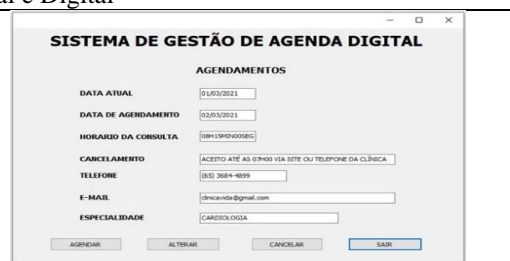 al e Digital
SISTEMA DE GESTÃO DE AGENDA DIGITAL
AGENDAMENTOS
DATA ATUAL 01/03/2021
DATA DE AGENDAMENTO 02/03/2021
HORARIO DA CONSULTA 08H15MIN00SEG
CANCELAMENTO ACEITO ATÉ AS 07H00 VIA SITE OU TELEFONE DA CLÍNICA
TELEFONE (65) 3684-4899
E-MAIL clinicavida@gmail.com
ESPECIALIDADE CARDIOLOGIA
AGENDAR ALTERAR CANCELAR SAIR